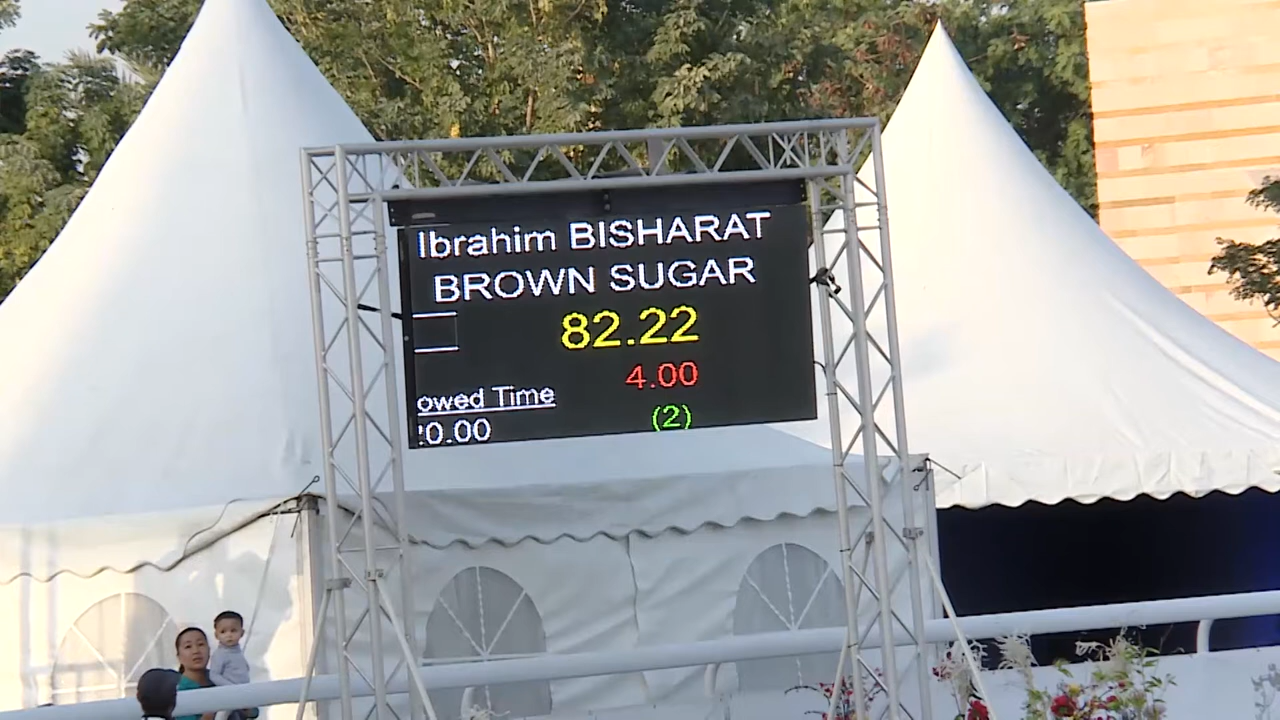 Ibrahim BISHARAT
BROWN SUGAR
82.22
4.00
owed Time
(2)
0.00